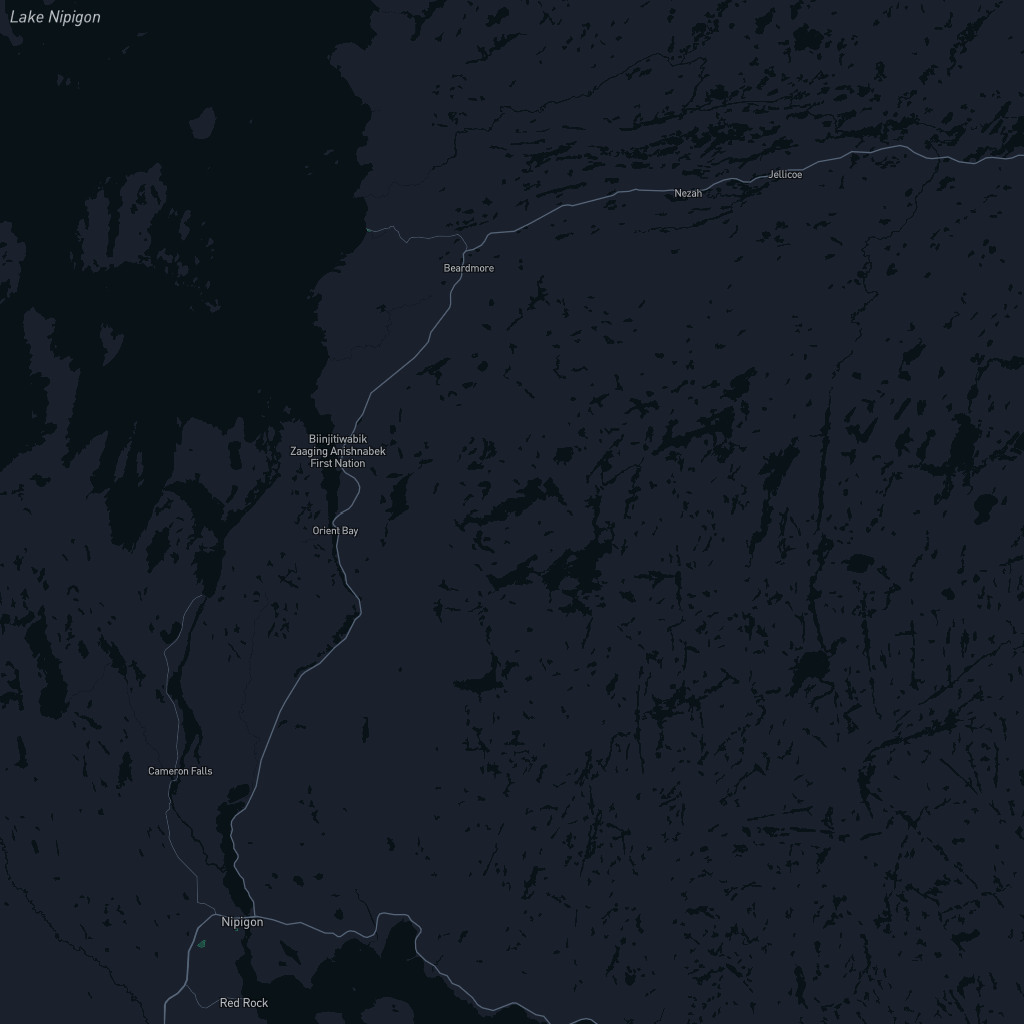 Lake Nipigon
Jellicoe
Nezah
Beardmore
Biinjitiwabik
Zaaging Anishnabek
First Nation
Orient Bay
Cameron Falls
Nipigon
Red Rock